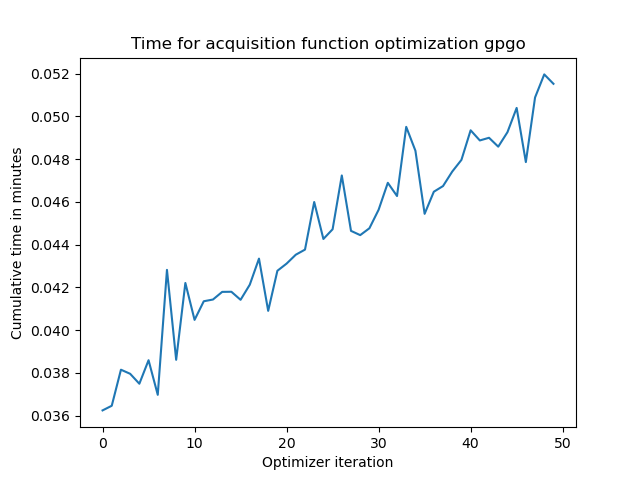 Time for acquisition function optimization gpgo
0.052
0.050
0.048
0.046
0.044
0.042
0.040
0.038
0.036
Cumulative time in minutes
0 10 20 30 40 50
Optimizer iteration